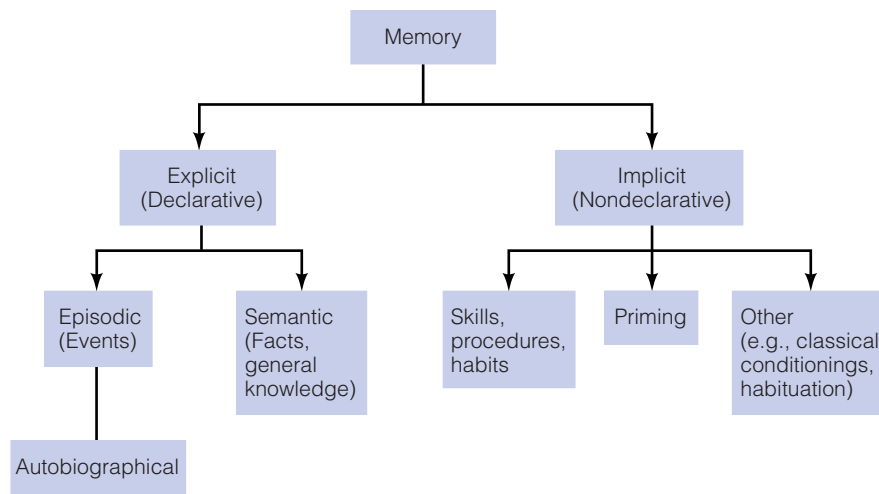 Memory
Explicit
(Declarative)
Implicit
(Nondeclarative)
Episodic
(Events)
Semantic
(Facts,
general
knowledge)
Skills,
procedures,
habits
Priming
Other
(e.g., classical
conditionings,
habituation)
Autobiographical